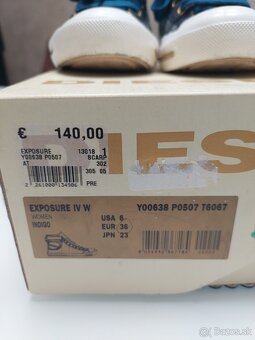 DIES
€ 140,00
EXPOSURE 13018 1
Y00638 P0507 SCARP
AT 302
305 05
PRE
EXPOSURE IV W Y00638 P0507 T6067
WOMEN USA 6
INDIGO EUR 36
JPN 23
bazos.sk